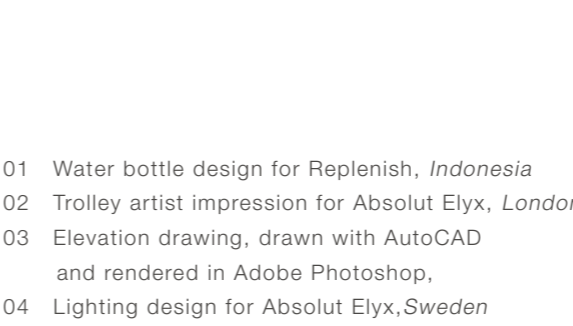 01 Water bottle design for Replenish, Indonesia
02 Trolley artist impression for Absolut Elyx, London
03 Elevation drawing, drawn with AutoCAD
and rendered in Adobe Photoshop,
04 Lighting design for Absolut Elyx,Sweden